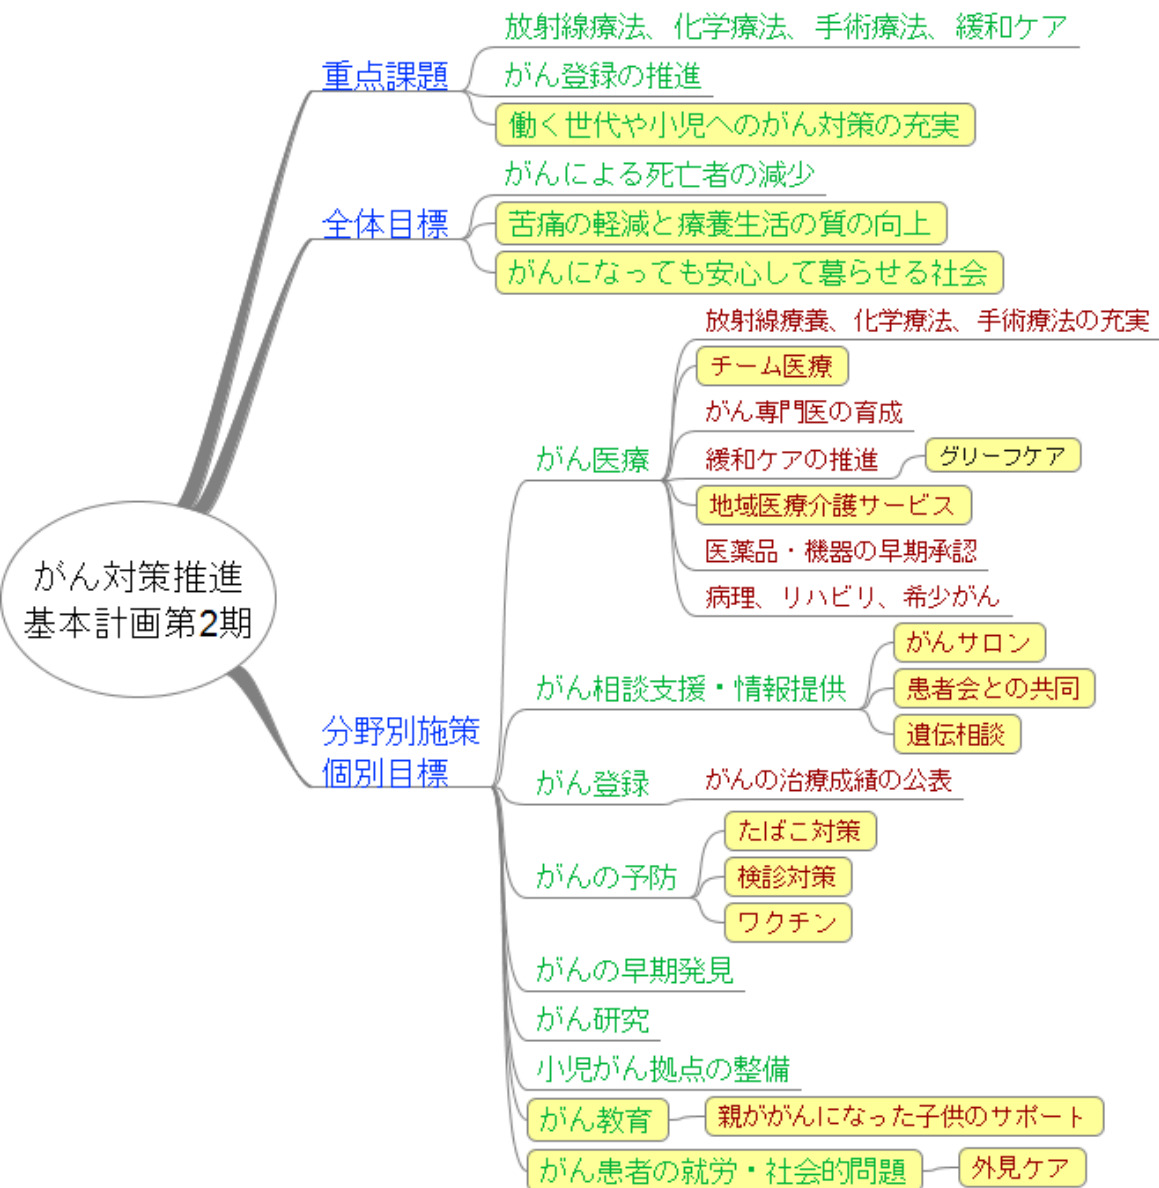 がん対策推進
基本計画第2期
重点課題
放射線療法、化学療法、手術療法、緩和ケア
がん登録の推進
働く世代や小児へのがん対策の充実
全体目標
がんによる死亡者の減少
苦痛の軽減と療養生活の質の向上
がんになっても安心して暮らせる社会
分野別施策
個別目標
がん医療
放射線療養、化学療法、手術療法の充実
チーム医療
がん専門医の育成
緩和ケアの推進
グリーフケア
地域医療介護サービス
医薬品・機器の早期承認
病理、リハビリ、希少がん
がん相談支援・情報提供
がんサロン
患者会との共同
遺伝相談
がん登録
がんの治療成績の公表
がんの予防
たばこ対策
検診対策
ワクチン
がんの早期発見
がん研究
小児がん拠点の整備
がん教育
親ががんになった子供のサポート
がん患者の就労・社会的問題
外見ケア